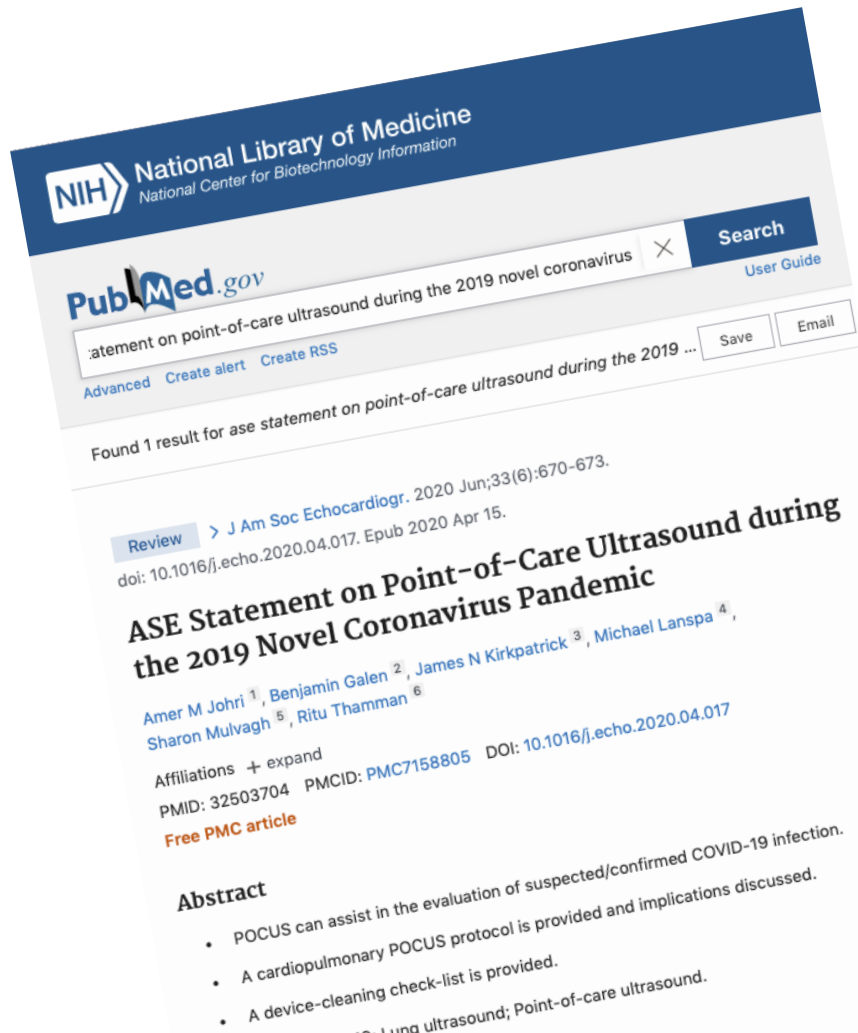 NIH National Library of Medicine
National Center for Biotechnology Information
PubMed.gov
atement on point-of-care ultrasound during the 2019 novel coronavirus
Search
Advanced Create alert Create RSS
User Guide
Found 1 result for ase statement on point-of-care ultrasound during the 2019 ...
Save Email
Review > J Am Soc Echocardiogr. 2020 Jun;33(6):670-673.
doi: 10.1016/j.echo.2020.04.017. Epub 2020 Apr 15.
ASE Statement on Point-of-Care Ultrasound during
the 2019 Novel Coronavirus Pandemic
Amer M Johri 1, Benjamin Galen 2, James N Kirkpatrick 3, Michael Lanspa 4,
Sharon Mulvagh 5, Ritu Thamman 6
Affiliations + expand
PMID: 32503704 PMCID: PMC7158805 DOI: 10.1016/j.echo.2020.04.017
Free PMC article
Abstract
• POCUS can assist in the evaluation of suspected/confirmed COVID-19 infection.
• A cardiopulmonary POCUS protocol is provided and implications discussed.
• A device-cleaning check-list is provided.
Lung ultrasound; Point-of-care ultrasound.